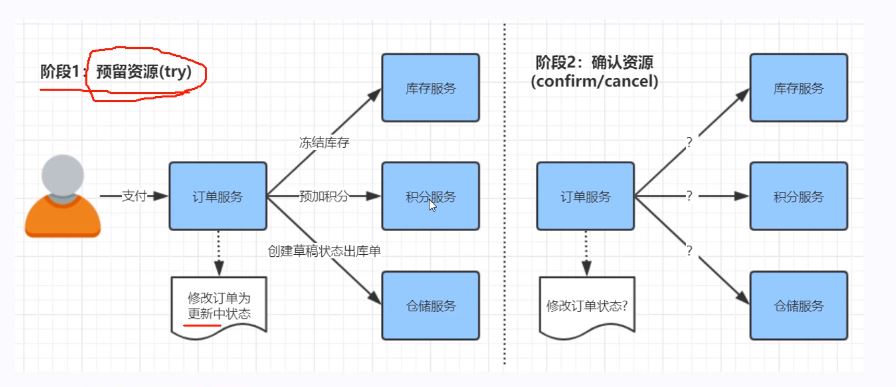 阶段1：预留资源(try)
支付
订单服务
修改订单为
更新中状态
冻结库存
预加积分
创建草稿状态出库单
库存服务
积分服务
仓储服务
阶段2：确认资源
(confirm/cancel)
订单服务
修改订单状态?
?
?
?
库存服务
积分服务
仓储服务